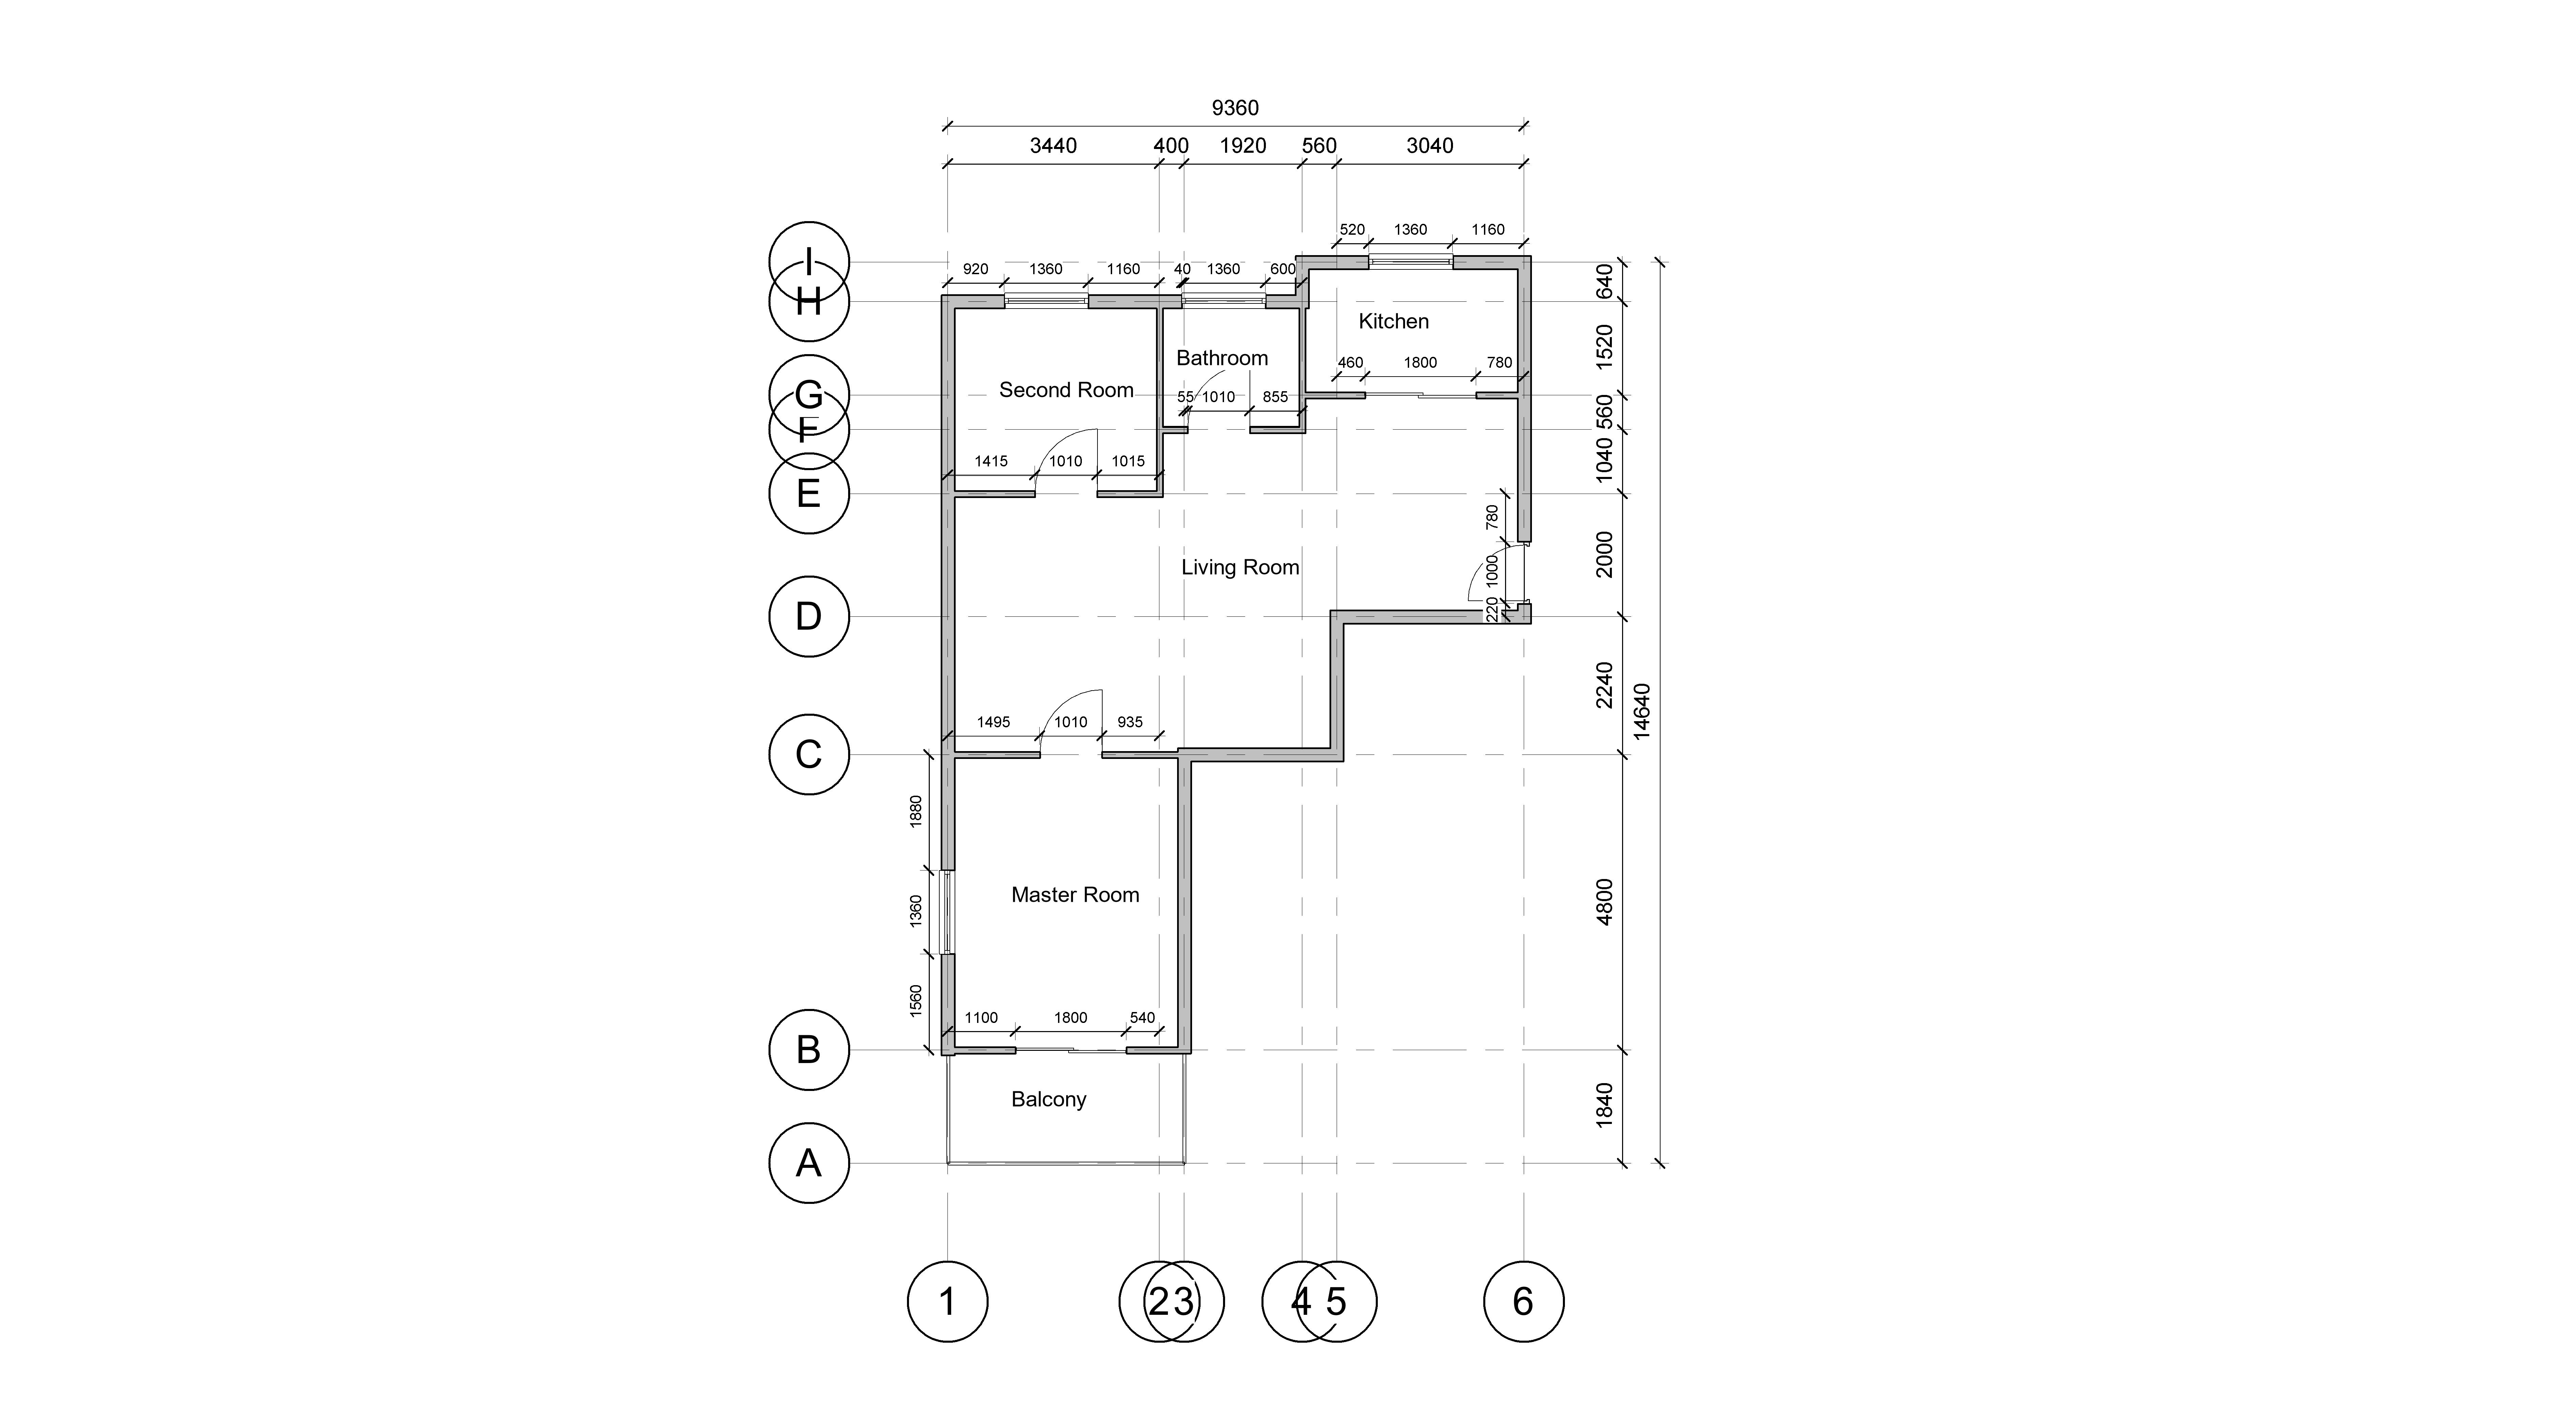 9360
3440 400 1920 560 3040
520 1360 1160
I
920 1360 1160 40 1360 600
640
H
Kitchen
1520
Bathroom
460 1800 780
Second Room
G
55 1010 855
560
F
1415 1010 1015
1040
E
780
2000
Living Room
1000
220
D
2240
14640
1495 1010 935
C
1880
Master Room
4800
1360
1560
1100 1800 540
B
Balcony
1840
A
1 2 3 4 5 6